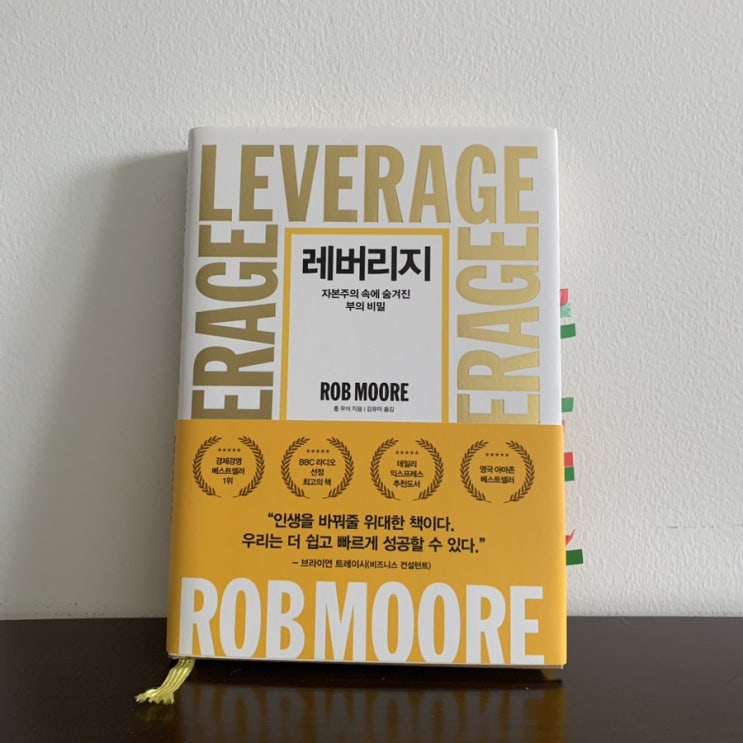 LEVERAGE
ERAGE
ERAGE
레버리지
자본주의 속에 숨겨진
부의 비밀
ROB MOORE
롭 무어 지음 | 김유미 옮김
경제경영
베스트셀러
1위
BBC 라디오
선정
최고의 책
데일리
익스프레스
추천도서
영국 아마존
베스트셀러
“인생을 바꿔줄 위대한 책이다.
우리는 더 쉽고 빠르게 성공할 수 있다.”
– 브라이언 트레이시(비즈니스 컨설턴트)
ROB MOORE